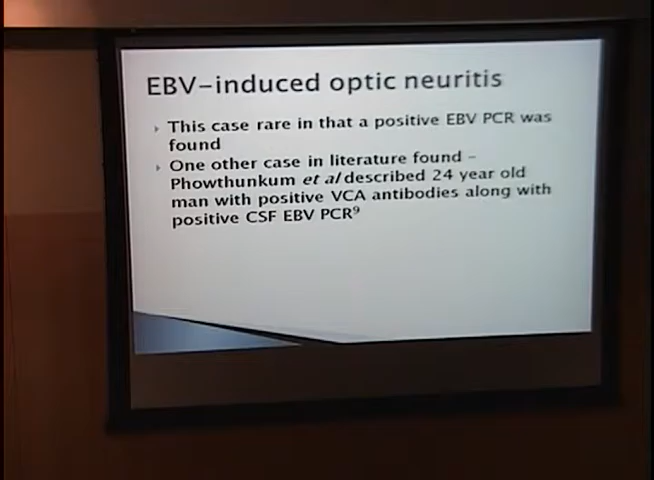 EBV-induced optic neuritis
This case rare in that a positive EBV PCR was
found
One other case in literature found –
Phowthunkum et al described 24 year old
man with positive VCA antibodies along with
positive CSF EBV PCR⁹